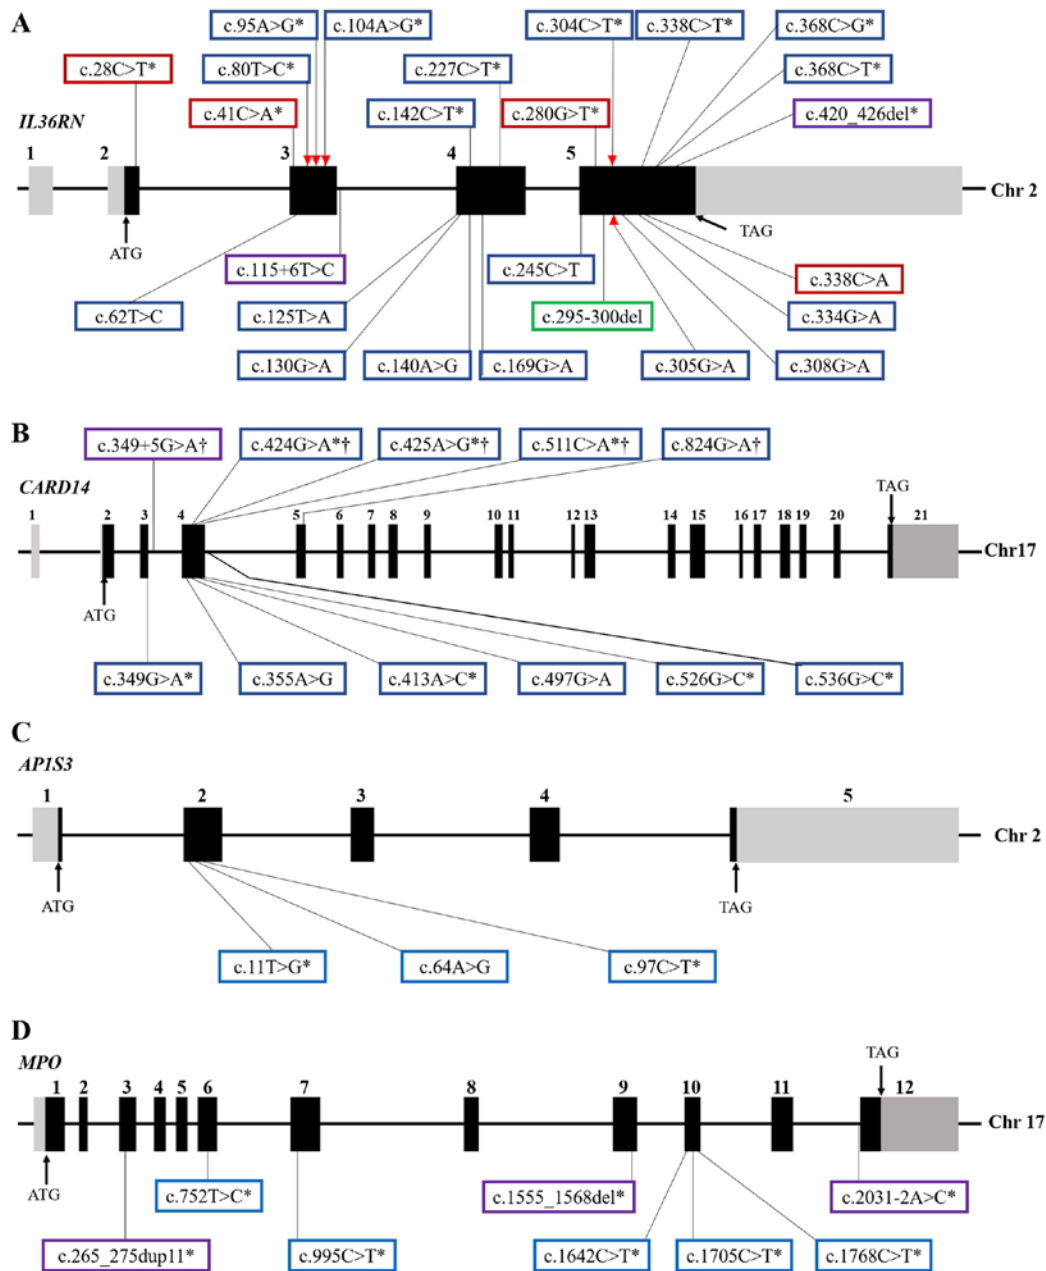 A
c.95A>G*
c.104A>G*
c.304C>T*
c.338C>T*
c.368C>G*
c.28C>T*
c.80T>C*
c.227C>T*
c.368C>T*
c.41C>A*
c.142C>T*
c.280G>T*
c.420_426del*
IL36RN
1
2
3
4
5
Chr 2
ATG
TAG
c.115+6T>C
c.245C>T
c.338C>A
c.62T>C
c.125T>A
c.295-300del
c.334G>A
c.130G>A
c.140A>G
c.169G>A
c.305G>A
c.308G>A
B
c.349+5G>A†
c.424G>A*†
c.425A>G*†
c.511C>A*†
c.824G>A†
CARD14
TAG
1
2
3
4
5
6
7
8
9
10
11
12
13
14
15
16
17
18
19
20
21
Chr17
ATG
c.349G>A*
c.355A>G
c.413A>C*
c.497G>A
c.526G>C*
c.536G>C*
C
AP1S3
1
2
3
4
5
Chr 2
ATG
TAG
c.11T>G*
c.64A>G
c.97C>T*
D
MPO
TAG
1
2
3
4
5
6
7
8
9
10
11
12
Chr 17
ATG
c.752T>C*
c.1555_1568del*
c.2031-2A>C*
c.265_275dup11*
c.995C>T*
c.1642C>T*
c.1705C>T*
c.1768C>T*